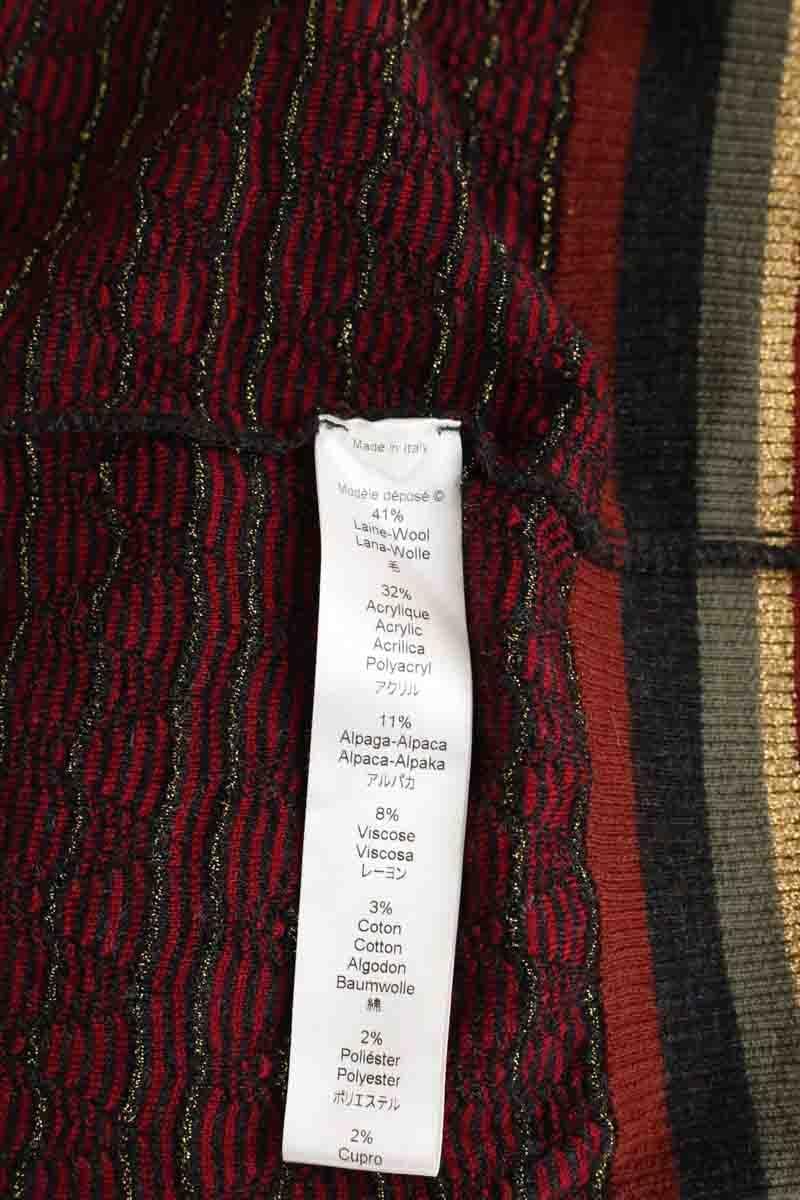 Made in Italy
Modèle déposé ©
41%
Laine-Wool
Lana-Wolle
毛
32%
Acrylique
Acrylic
Acrilica
Polyacryl
アクリル
11%
Alpaga-Alpaca
Alpaca-Alpaka
アルパカ
8%
Viscose
Viscosa
レーヨン
3%
Coton
Cotton
Algodon
Baumwolle
綿
2%
Poliéster
Polyester
ポリエステル
2%
Cupro